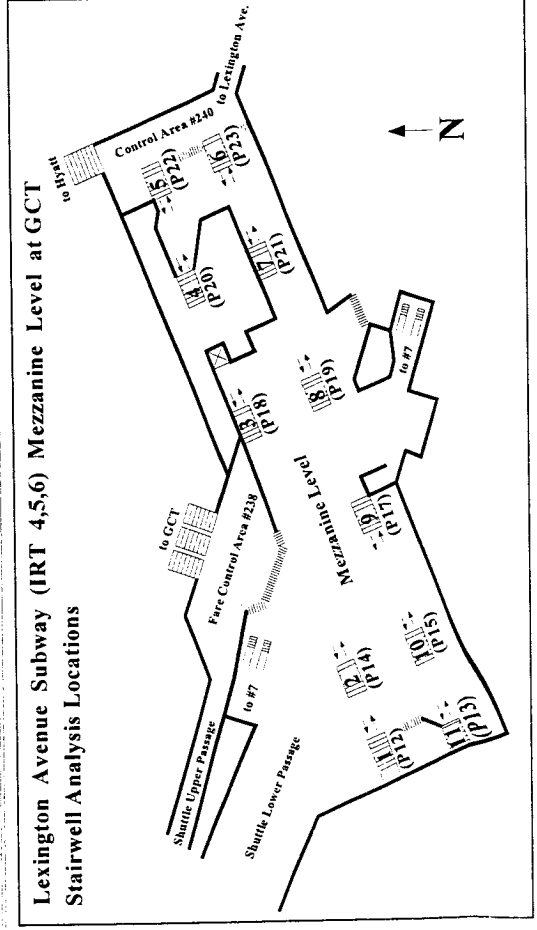 Lexington Avenue Subway (IRT 4,5,6) Mezzanine Level at GCT
Stairwell Analysis Locations
to Hyatt
Control Area #240
to Lexington Ave.
5
(P22)
6
(P23)
4
(P20)
7
(P21)
3
(P18)
8
(P19)
to GCT
Fare Control Area #238
Mezzanine Level
to #7
9
(P17)
to #7
Shuttle Upper Passage
Shuttle Lower Passage
2
(P14)
10
(P15)
1
(P12)
11
(P13)
N